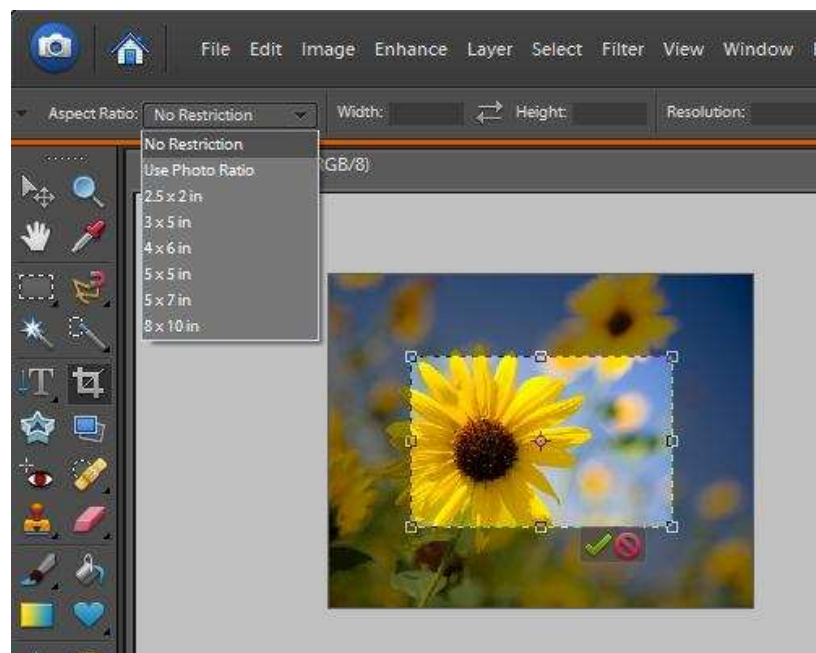 File Edit Image Enhance Layer Select Filter View Window
Aspect Ratio: No Restriction Width: Height: Resolution:
No Restriction
GB/8)
Use Photo Ratio
2.5 x 2 in
3 x 5 in
4 x 6 in
5 x 5 in
5 x 7 in
8 x 10 in
T